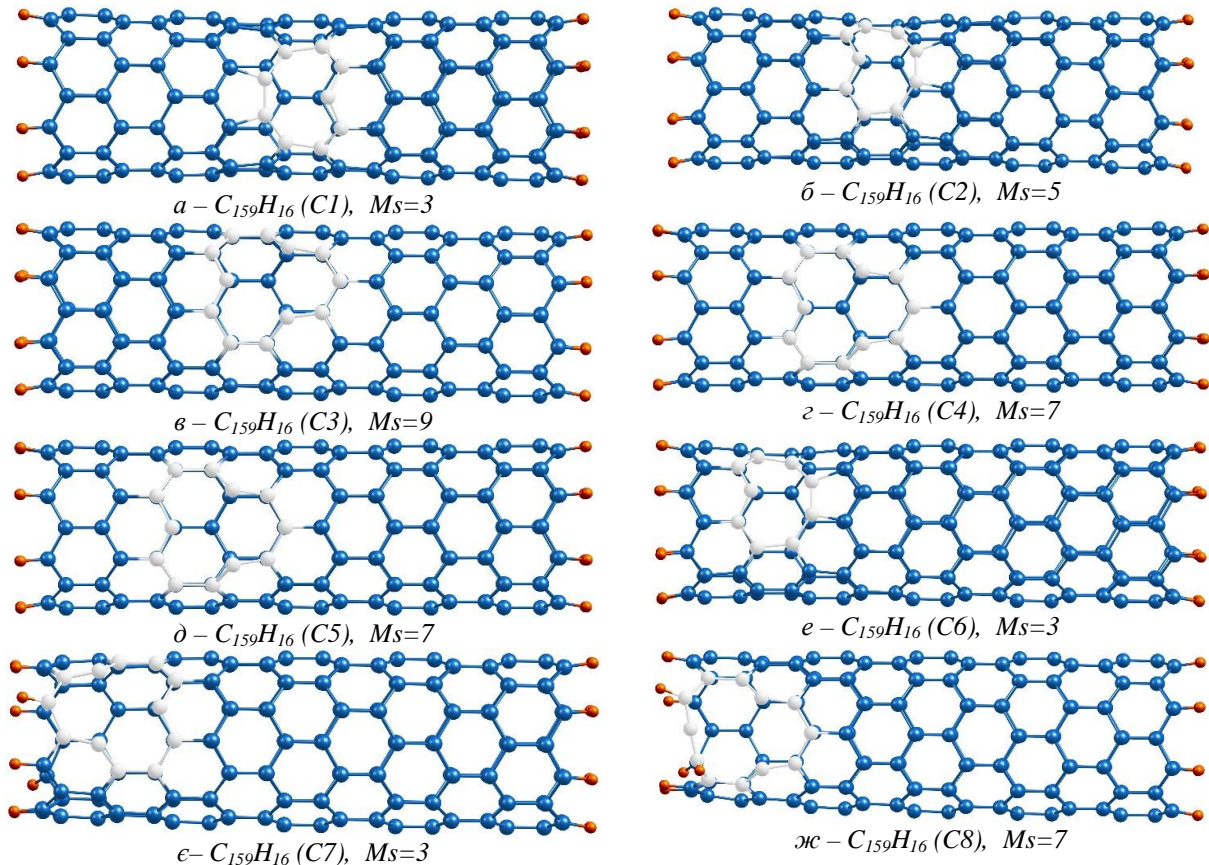 а – C₁₅₉H₁₆ (C1), Ms=3
б – C₁₅₉H₁₆ (C2), Ms=5
в – C₁₅₉H₁₆ (C3), Ms=9
г – C₁₅₉H₁₆ (C4), Ms=7
д – C₁₅₉H₁₆ (C5), Ms=7
е – C₁₅₉H₁₆ (C6), Ms=3
є– C₁₅₉H₁₆ (C7), Ms=3
ж – C₁₅₉H₁₆ (C8), Ms=7